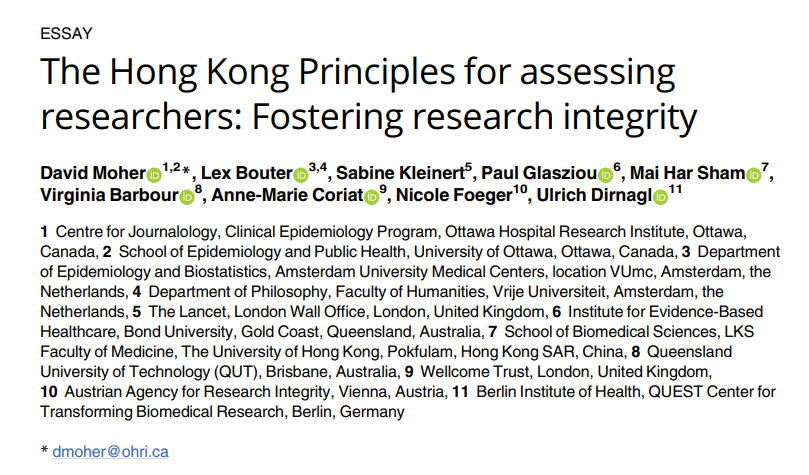 ESSAY
The Hong Kong Principles for assessing
researchers: Fostering research integrity
David Moher1,2*, Lex Bouter3,4, Sabine Kleinert5, Paul Glasziou6, Mai Har Sham7,
Virginia Barbour8, Anne-Marie Coriat9, Nicole Foeger10, Ulrich Dirnagl11
1 Centre for Journalology, Clinical Epidemiology Program, Ottawa Hospital Research Institute, Ottawa,
Canada, 2 School of Epidemiology and Public Health, University of Ottawa, Ottawa, Canada, 3 Department
of Epidemiology and Biostatistics, Amsterdam University Medical Centers, location VUmc, Amsterdam, the
Netherlands, 4 Department of Philosophy, Faculty of Humanities, Vrije Universiteit, Amsterdam, the
Netherlands, 5 The Lancet, London Wall Office, London, United Kingdom, 6 Institute for Evidence-Based
Healthcare, Bond University, Gold Coast, Queensland, Australia, 7 School of Biomedical Sciences, LKS
Faculty of Medicine, The University of Hong Kong, Pokfulam, Hong Kong SAR, China, 8 Queensland
University of Technology (QUT), Brisbane, Australia, 9 Wellcome Trust, London, United Kingdom,
10 Austrian Agency for Research Integrity, Vienna, Austria, 11 Berlin Institute of Health, QUEST Center for
Transforming Biomedical Research, Berlin, Germany
* dmoher@ohri.ca